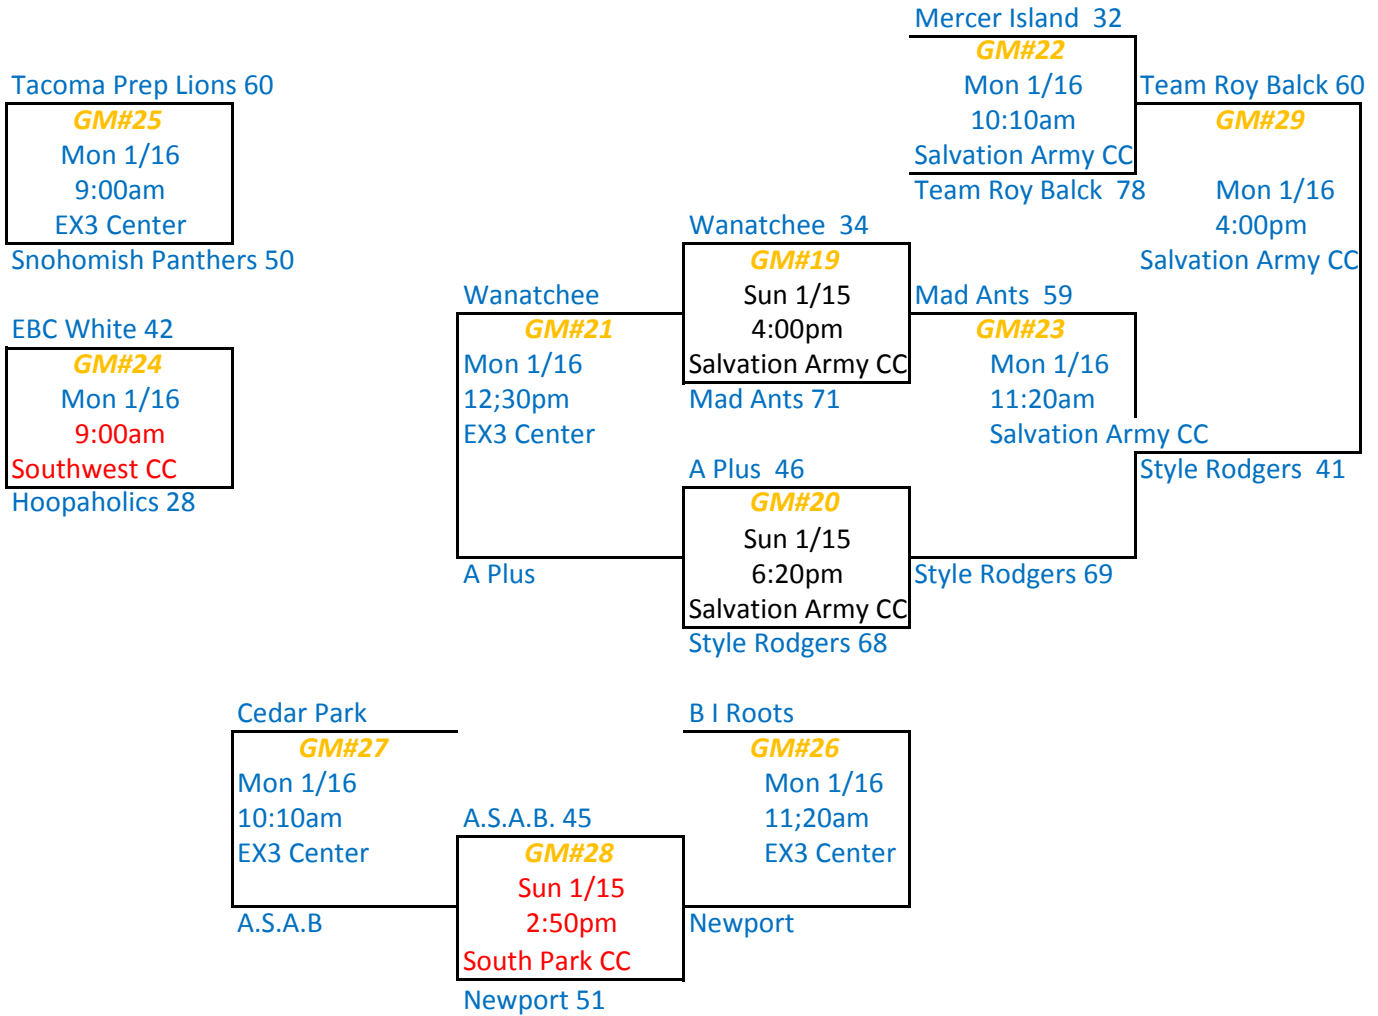 Mercer Island  32
GM#22
Mon 1/16
10:10am
Salvation Army CC
Team Roy Balck  78
Team Roy Balck 60
GM#29
Mon 1/16
4:00pm
Salvation Army CC
Style Rodgers  41
Tacoma Prep Lions 60
GM#25
Mon 1/16
9:00am
EX3 Center
Snohomish Panthers 50
EBC White 42
GM#24
Mon 1/16
9:00am
Southwest CC
Hoopaholics 28
Wanatchee
GM#21
Mon 1/16
12;30pm
EX3 Center
A Plus
Wanatchee  34
GM#19
Sun 1/15
4:00pm
Salvation Army CC
Mad Ants 71
A Plus  46
GM#20
Sun 1/15
6:20pm
Salvation Army CC
Style Rodgers 68
Mad Ants  59
GM#23
Mon 1/16
11:20am
Salvation Army CC
Style Rodgers 69
Cedar Park
GM#27
Mon 1/16
10:10am
EX3 Center
A.S.A.B
A.S.A.B. 45
GM#28
Sun 1/15
2:50pm
South Park CC
Newport 51
B I Roots
GM#26
Mon 1/16
11;20am
EX3 Center
Newport